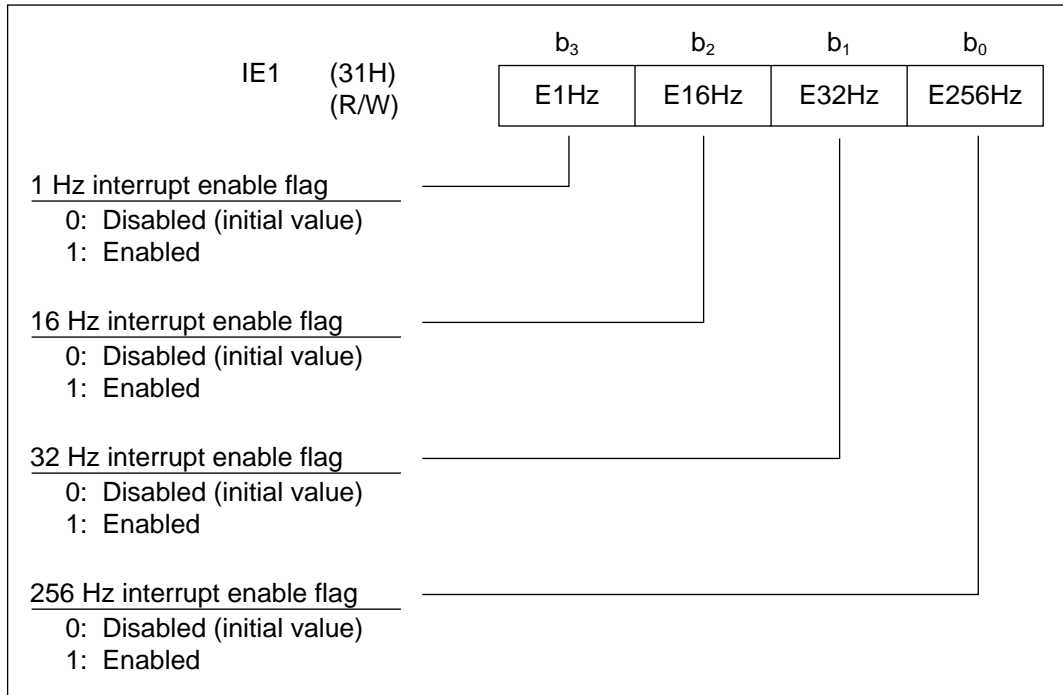 b3 b2 b1 b0
IE1 (31H)
(R/W)
E1Hz E16Hz E32Hz E256Hz
1 Hz interrupt enable flag
0: Disabled (initial value)
1: Enabled
16 Hz interrupt enable flag
0: Disabled (initial value)
1: Enabled
32 Hz interrupt enable flag
0: Disabled (initial value)
1: Enabled
256 Hz interrupt enable flag
0: Disabled (initial value)
1: Enabled